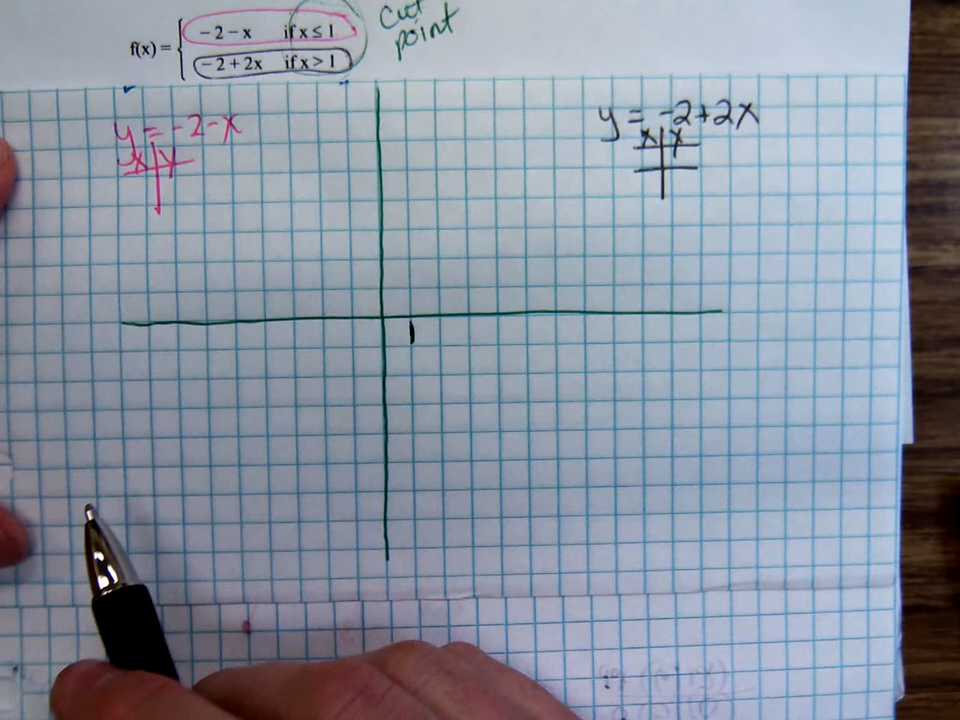 f(x) = { -2 - x if x ≤ 1
-2 + 2x if x > 1
Cut
point
y = -2 - x
x y
y = -2 + 2x
x y
1